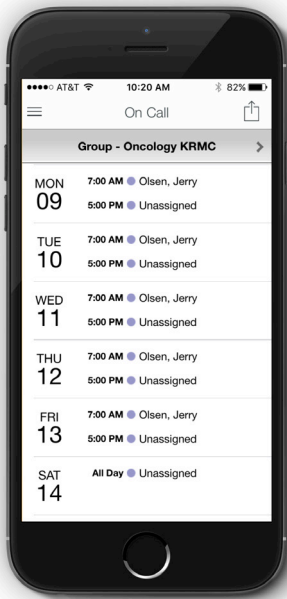 AT&T 10:20 AM 82%
On Call
Group - Oncology KRMC
MON 7:00 AM Olsen, Jerry
09 5:00 PM Unassigned
TUE 7:00 AM Olsen, Jerry
10 5:00 PM Unassigned
WED 7:00 AM Olsen, Jerry
11 5:00 PM Unassigned
THU 7:00 AM Olsen, Jerry
12 5:00 PM Unassigned
FRI 7:00 AM Olsen, Jerry
13 5:00 PM Unassigned
SAT All Day Unassigned
14